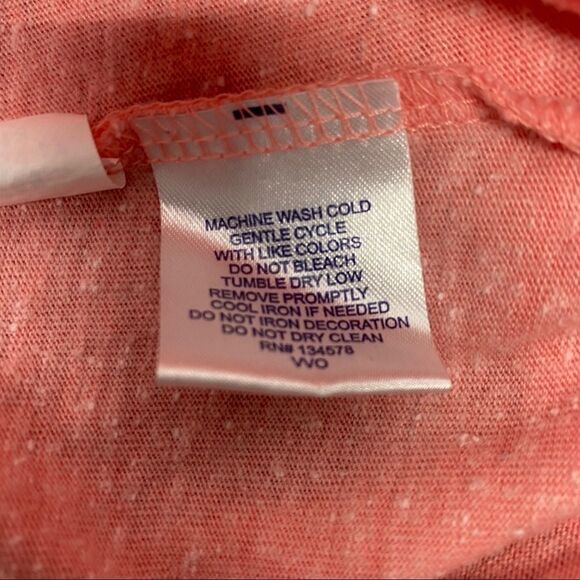 MACHINE WASH COLD
GENTLE CYCLE
WITH LIKE COLORS
DO NOT BLEACH
TUMBLE DRY LOW
REMOVE PROMPTLY
COOL IRON IF NEEDED
DO NOT IRON DECORATION
DO NOT DRY CLEAN
RN# 134578
VVO